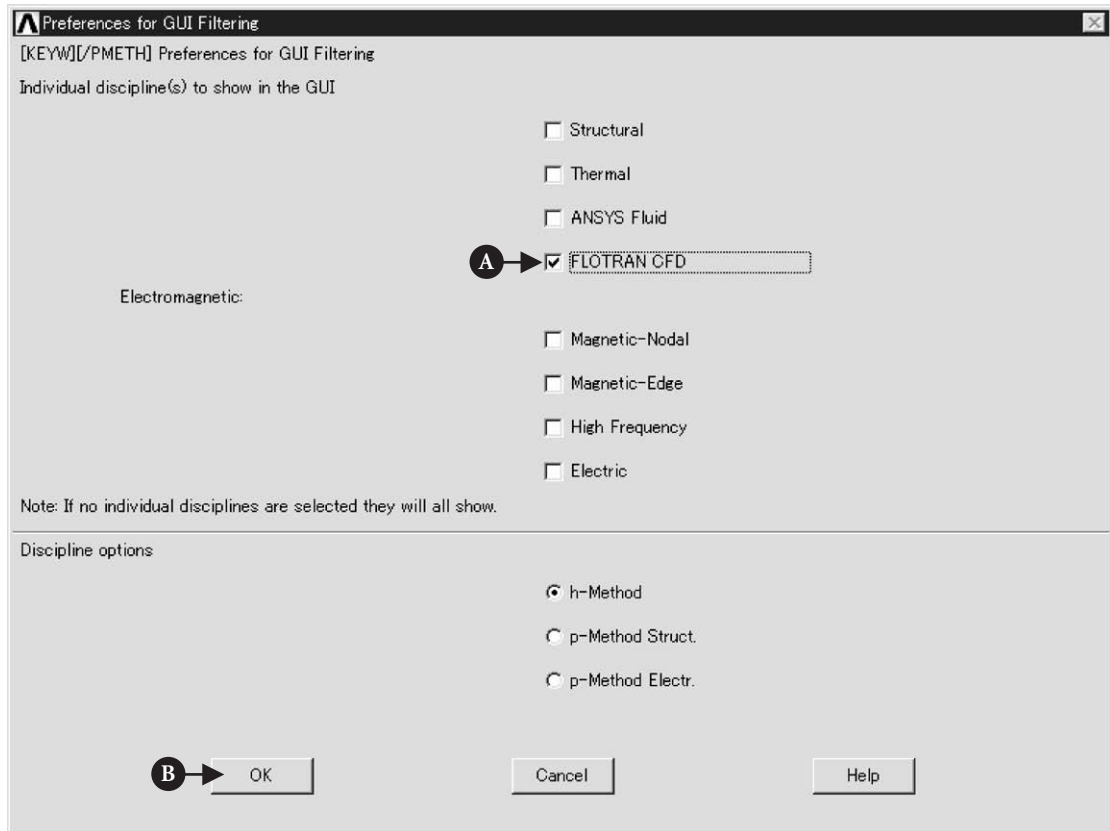 Preferences for GUI Filtering
[KEYW][/PMETH] Preferences for GUI Filtering
Individual discipline(s) to show in the GUI
Structural
Thermal
ANSYS Fluid
A FLOTRAN CFD
Electromagnetic:
Magnetic-Nodal
Magnetic-Edge
High Frequency
Electric
Note: If no individual disciplines are selected they will all show.
Discipline options
h-Method
p-Method Struct.
p-Method Electr.
B OK Cancel Help